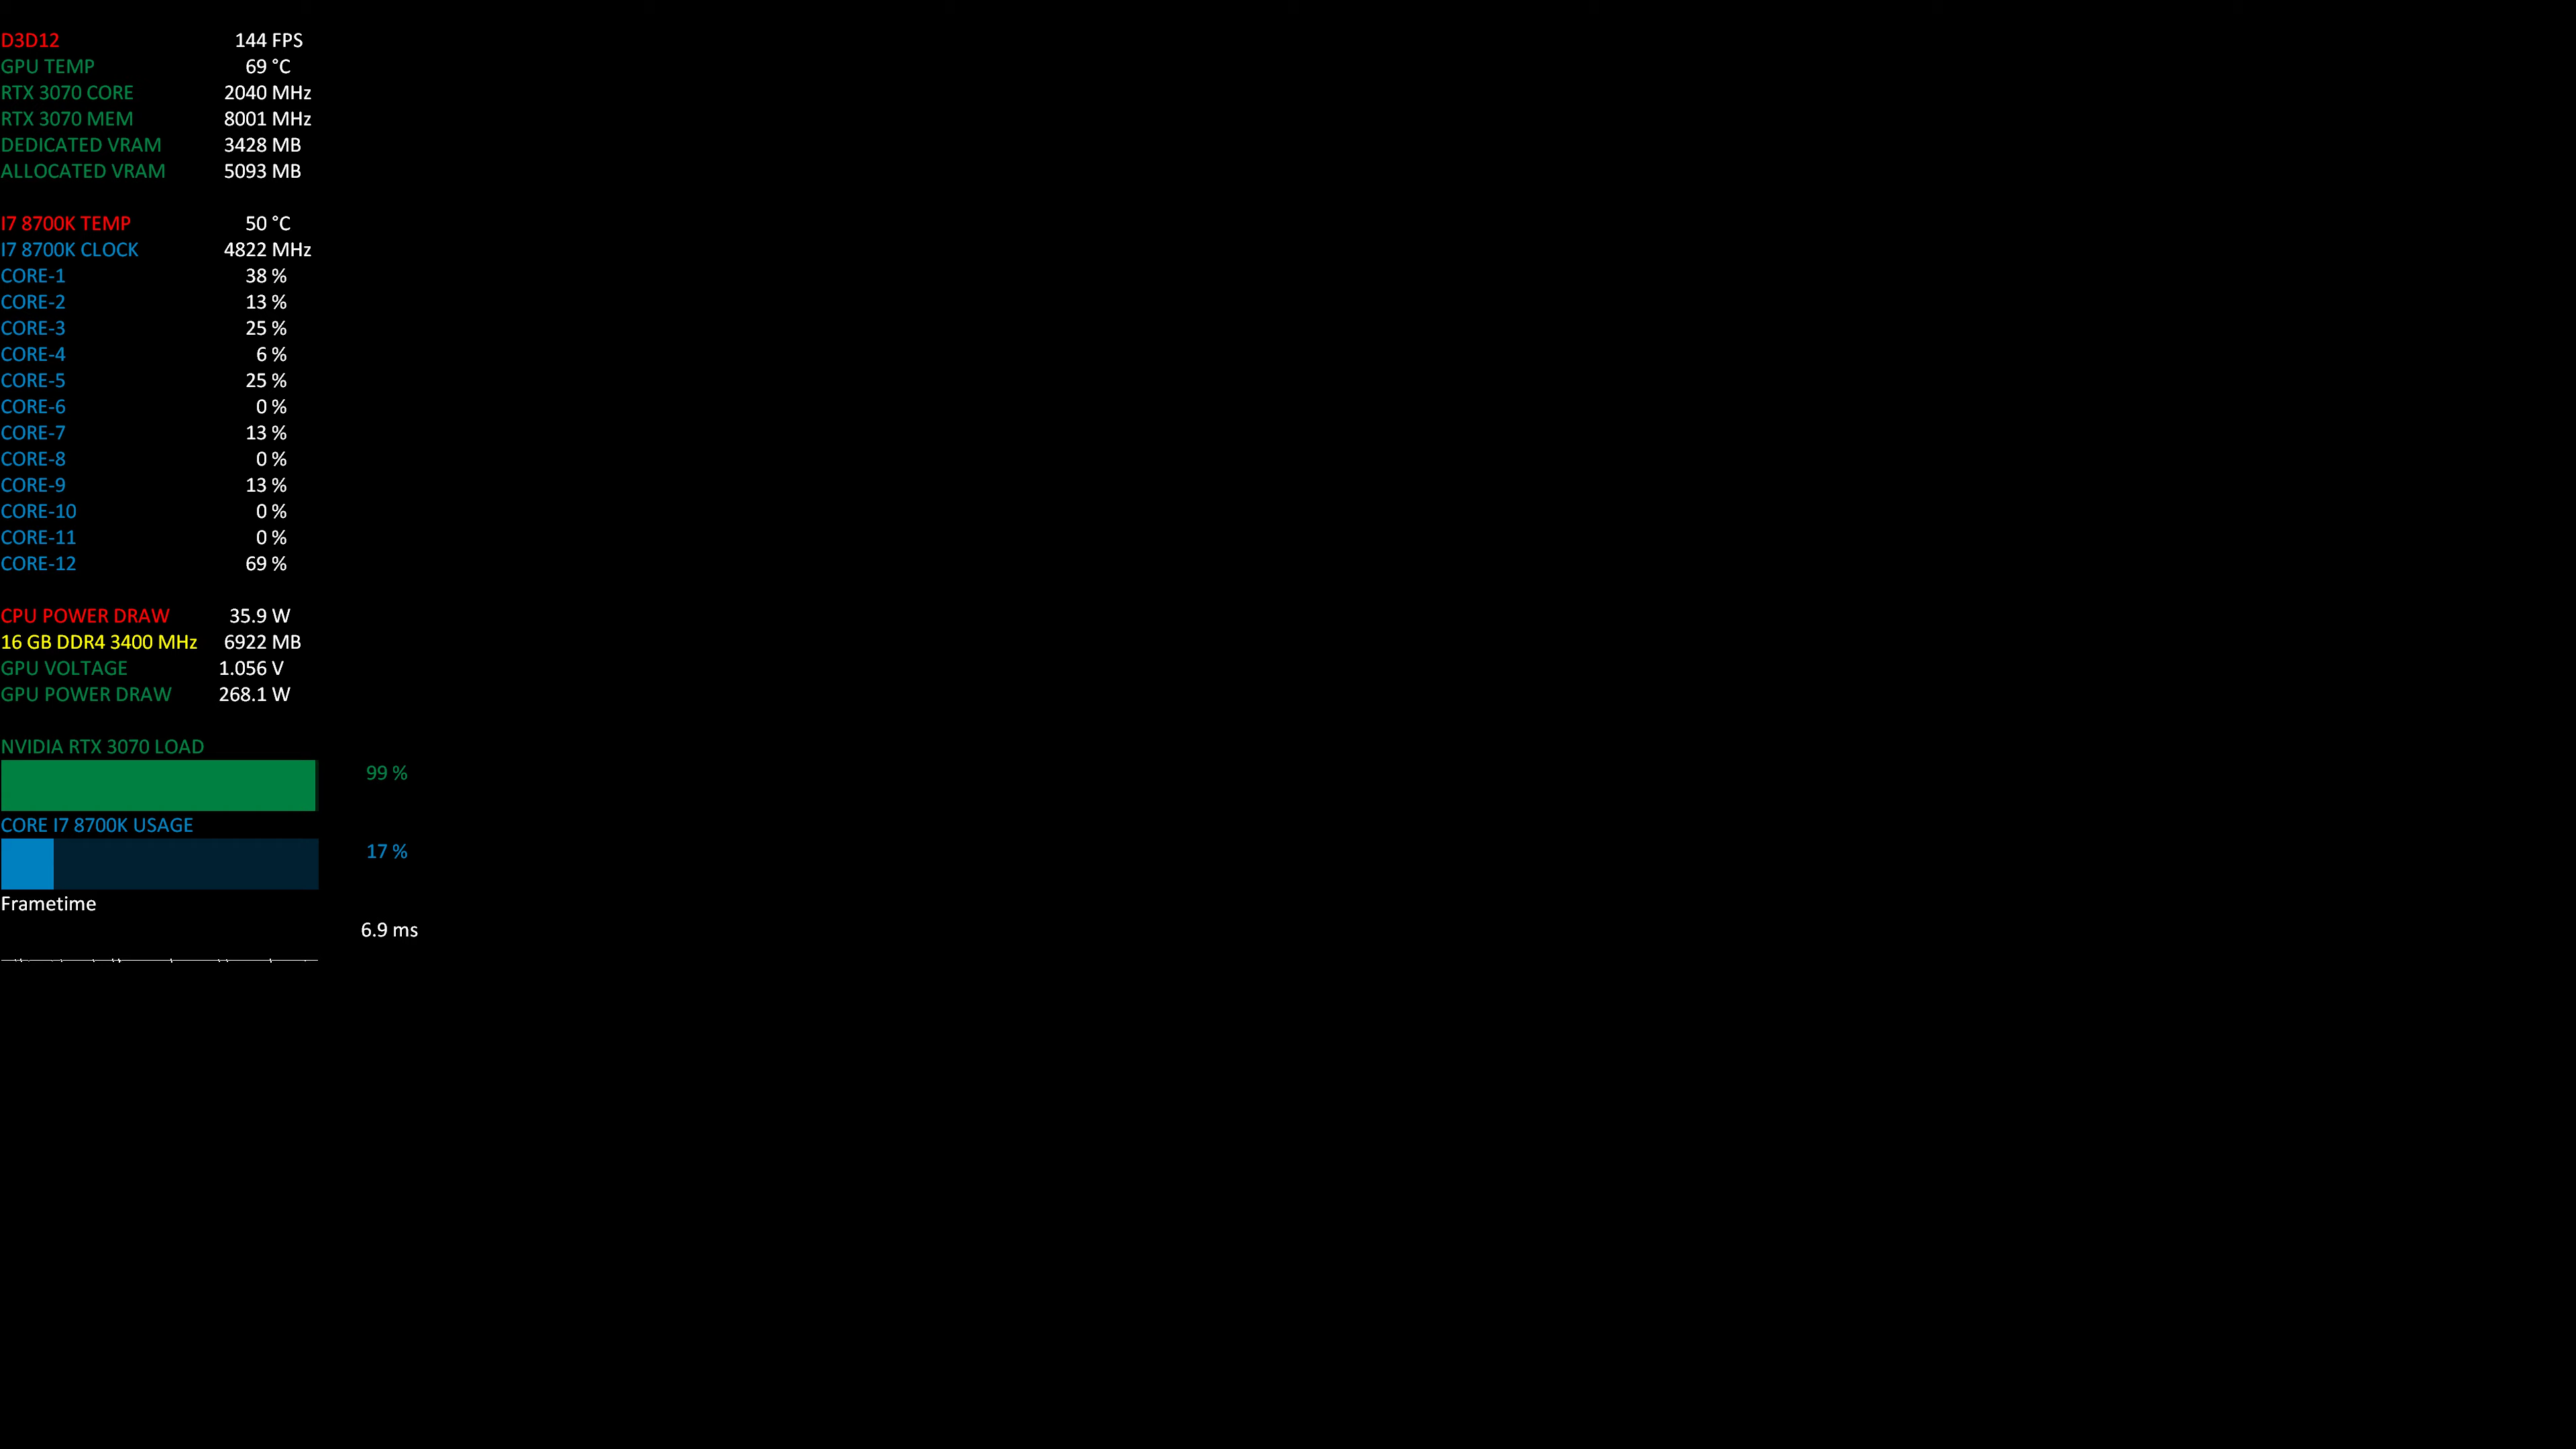 D3D12 144 FPS
GPU TEMP 69 °C
RTX 3070 CORE 2040 MHz
RTX 3070 MEM 8001 MHz
DEDICATED VRAM 3428 MB
ALLOCATED VRAM 5093 MB
I7 8700K TEMP 50 °C
I7 8700K CLOCK 4822 MHz
CORE-1 38 %
CORE-2 13 %
CORE-3 25 %
CORE-4 6 %
CORE-5 25 %
CORE-6 0 %
CORE-7 13 %
CORE-8 0 %
CORE-9 13 %
CORE-10 0 %
CORE-11 0 %
CORE-12 69 %
CPU POWER DRAW 35.9 W
16 GB DDR4 3400 MHz 6922 MB
GPU VOLTAGE 1.056 V
GPU POWER DRAW 268.1 W
NVIDIA RTX 3070 LOAD
99 %
CORE I7 8700K USAGE
17 %
Frametime
6.9 ms